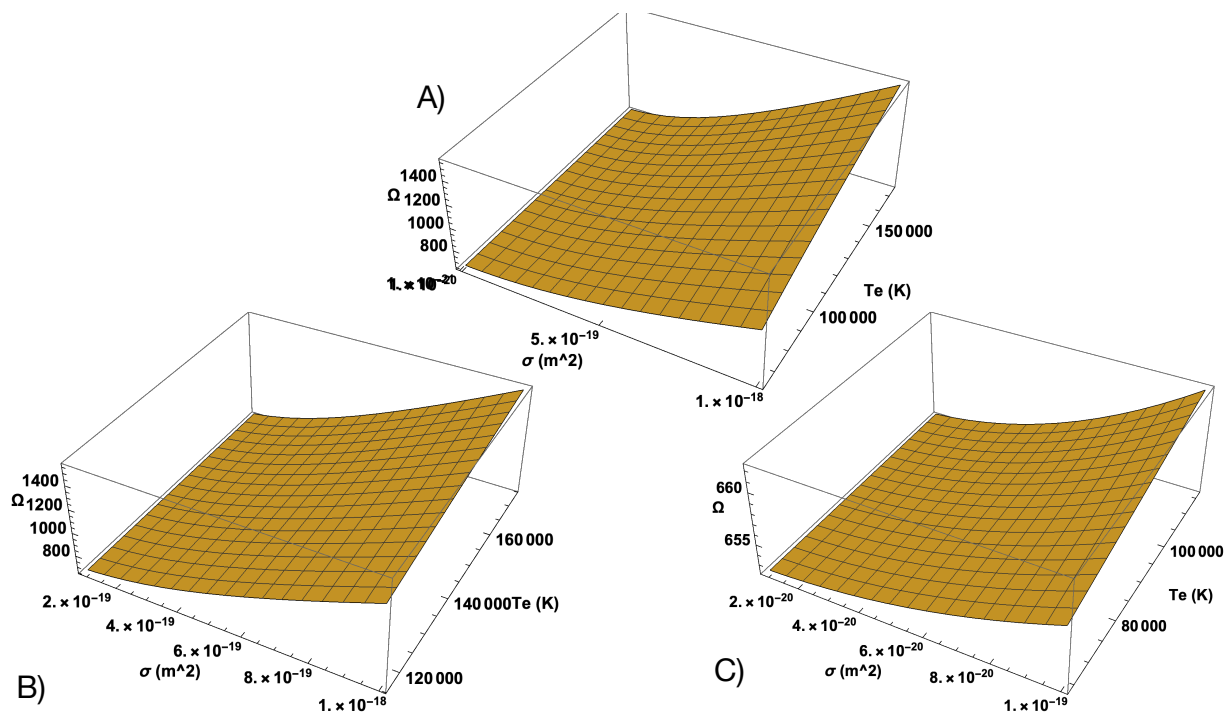 A)
1400
Ω 1200
1000
800
1. × 10⁻²⁰
5. × 10⁻¹⁹
σ (m^2)
1. × 10⁻¹⁸
100 000
Te (K)
150 000
B)
1400
Ω 1200
1000
800
2. × 10⁻¹⁹
4. × 10⁻¹⁹
6. × 10⁻¹⁹
σ (m^2)
8. × 10⁻¹⁹
1. × 10⁻¹⁸
120 000
140 000 Te (K)
160 000
C)
660
Ω
655
2. × 10⁻²⁰
4. × 10⁻²⁰
6. × 10⁻²⁰
σ (m^2)
8. × 10⁻²⁰
1. × 10⁻¹⁹
80 000
Te (K)
100 000